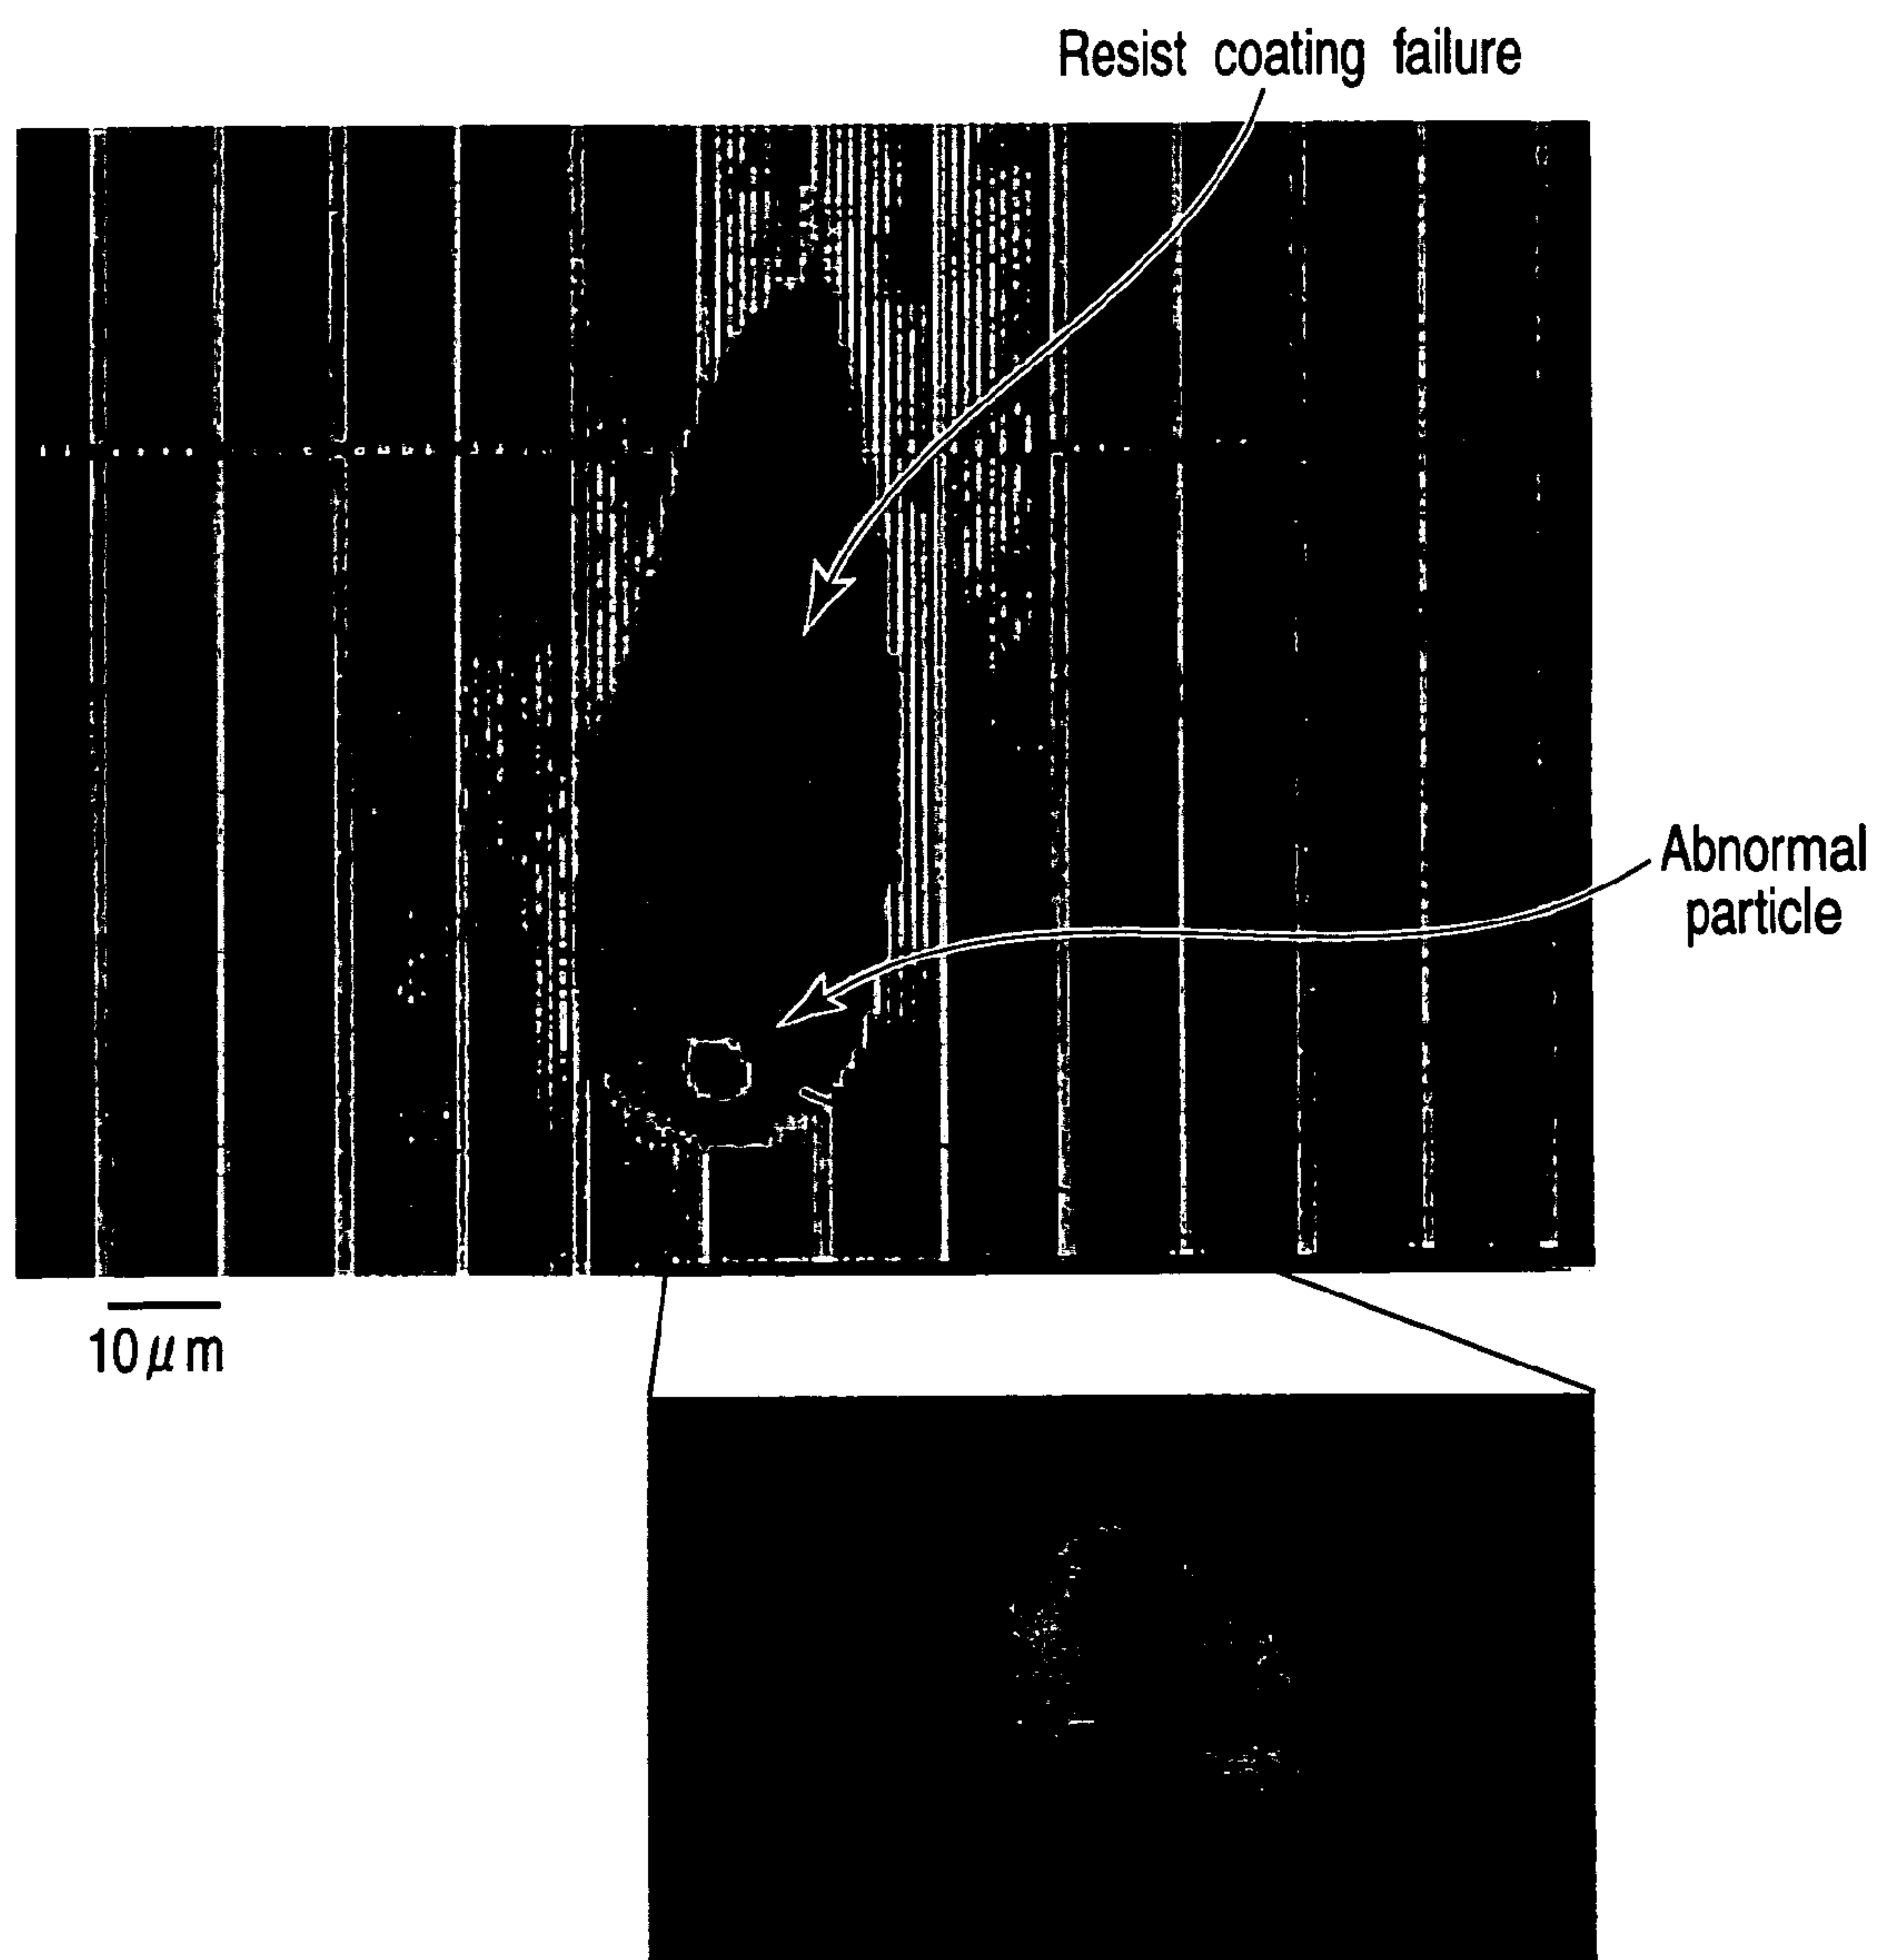 Resist coating failure
Abnormal
particle
10μm